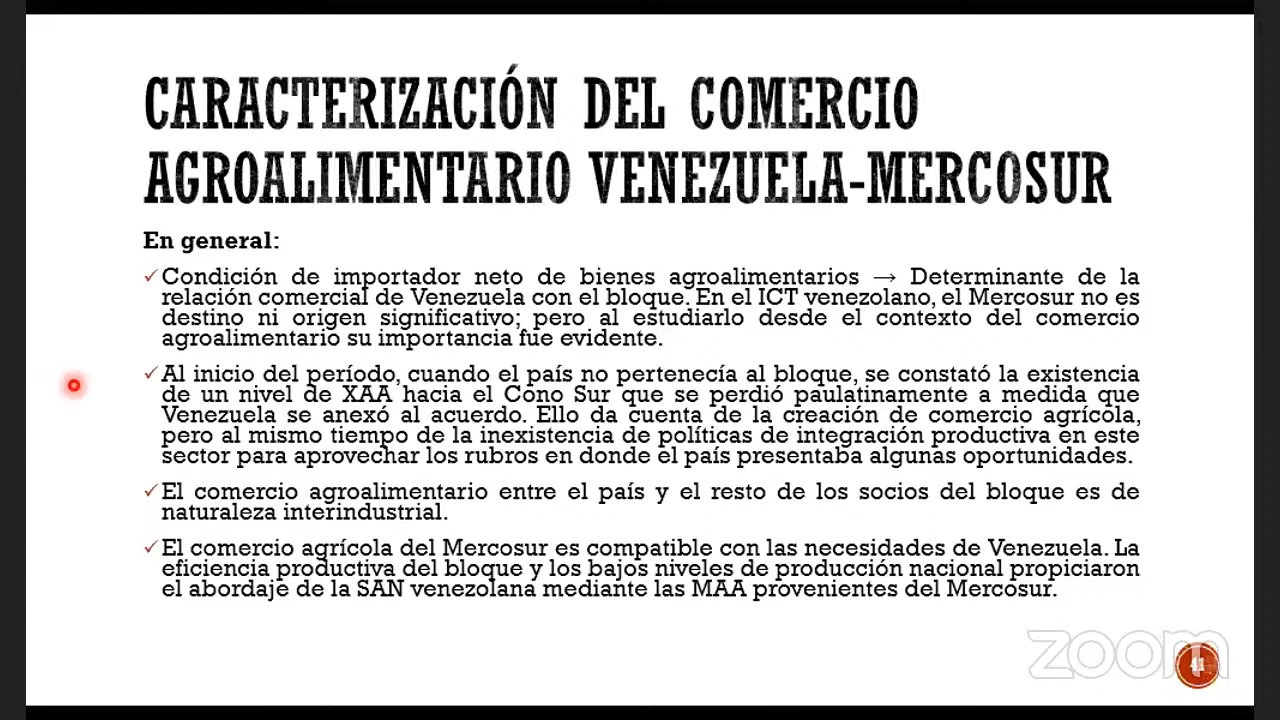 CARACTERIZACIÓN DEL COMERCIO
AGROALIMENTARIO VENEZUELA-MERCOSUR
En general:
✓Condición de importador neto de bienes agroalimentarios → Determinante de la
relación comercial de Venezuela con el bloque. En el ICT venezolano, el Mercosur no es
destino ni origen significativo; pero al estudiarlo desde el contexto del comercio
agroalimentario su importancia fue evidente.
✓Al inicio del período, cuando el país no pertenecía al bloque, se constató la existencia
de un nivel de XAA hacia el Cono Sur que se perdió paulatinamente a medida que
Venezuela se anexó al acuerdo. Ello da cuenta de la creación de comercio agrícola,
pero al mismo tiempo de la inexistencia de políticas de integración productiva en este
sector para aprovechar los rubros en donde el país presentaba algunas oportunidades.
✓El comercio agroalimentario entre el país y el resto de los socios del bloque es de
naturaleza interindustrial.
✓El comercio agrícola del Mercosur es compatible con las necesidades de Venezuela. La
eficiencia productiva del bloque y los bajos niveles de producción nacional propiciaron
el abordaje de la SAN venezolana mediante las MAA provenientes del Mercosur.
zoom